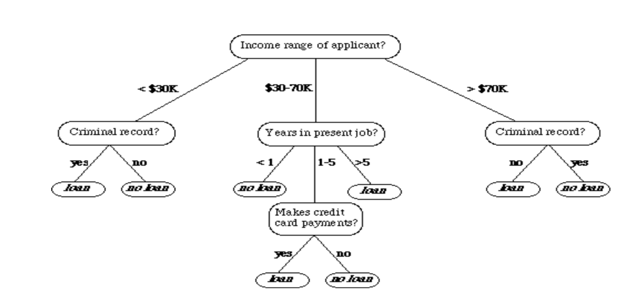 Income range of applicant?
< $30K
$30-70K
> $70K
Criminal record?
Years in present job?
Criminal record?
yes
no
< 1
1-5
>5
no
yes
loan
no loan
no loan
loan
loan
no loan
Makes credit
card payments?
yes
no
loan
no loan